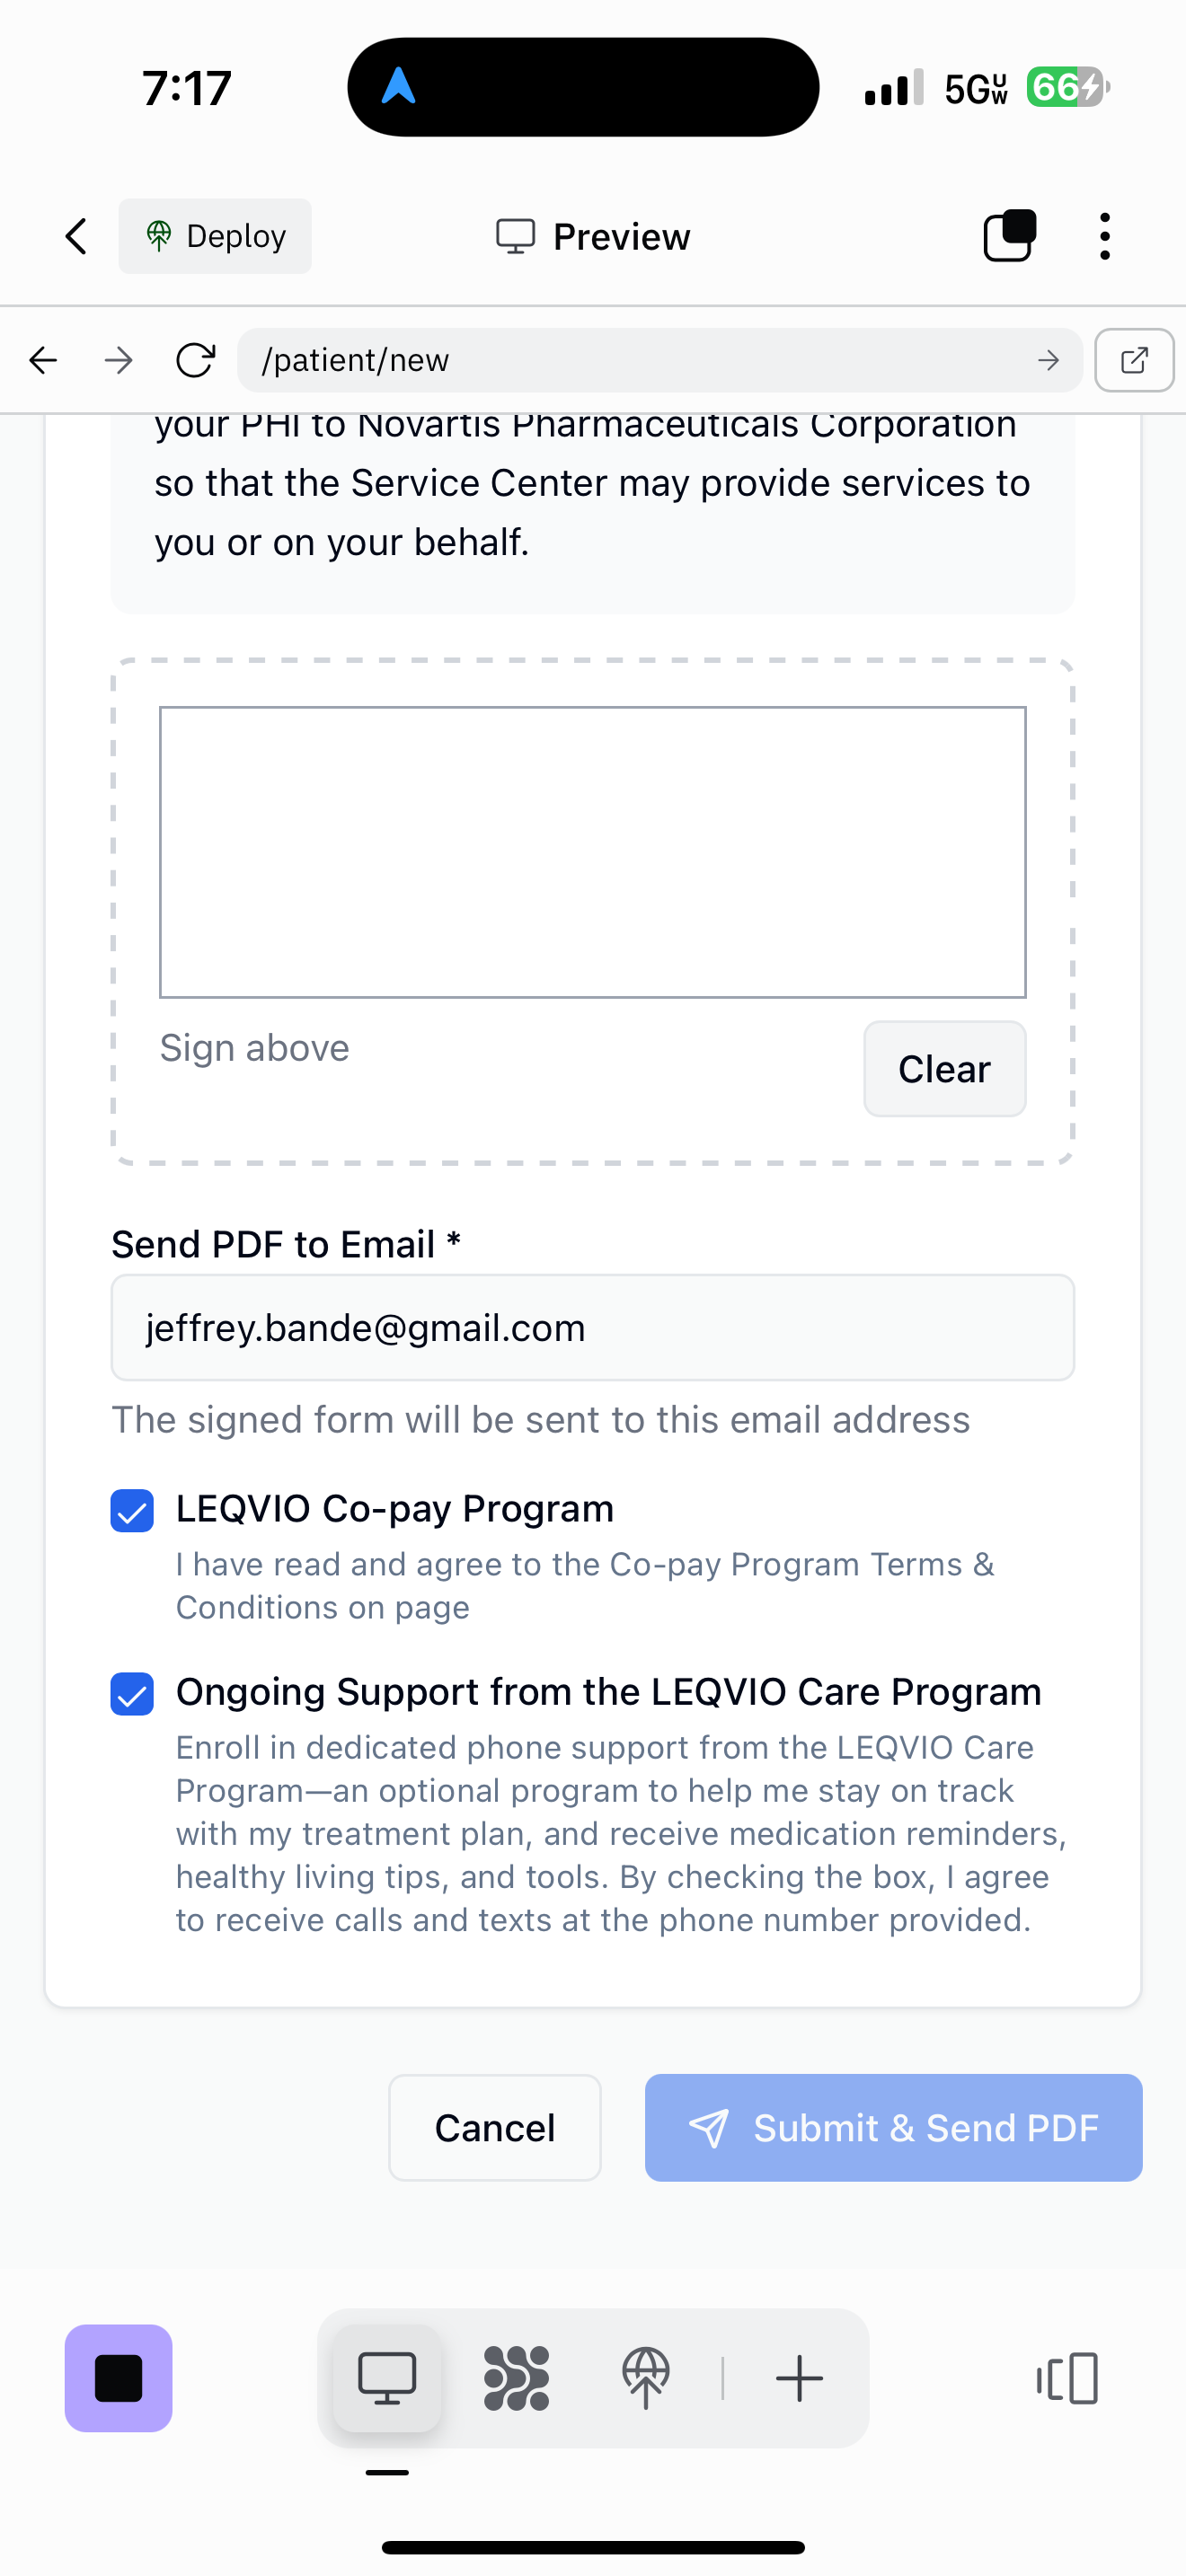 7:17
5GUW
66
Deploy
Preview
/patient/new
your PHI to Novartis Pharmaceuticals Corporation
so that the Service Center may provide services to
you or on your behalf.
Sign above
Clear
Send PDF to Email *
jeffrey.bande@gmail.com
The signed form will be sent to this email address
LEQVIO Co-pay Program
I have read and agree to the Co-pay Program Terms &
Conditions on page
Ongoing Support from the LEQVIO Care Program
Enroll in dedicated phone support from the LEQVIO Care
Program—an optional program to help me stay on track
with my treatment plan, and receive medication reminders,
healthy living tips, and tools. By checking the box, I agree
to receive calls and texts at the phone number provided.
Cancel
Submit & Send PDF